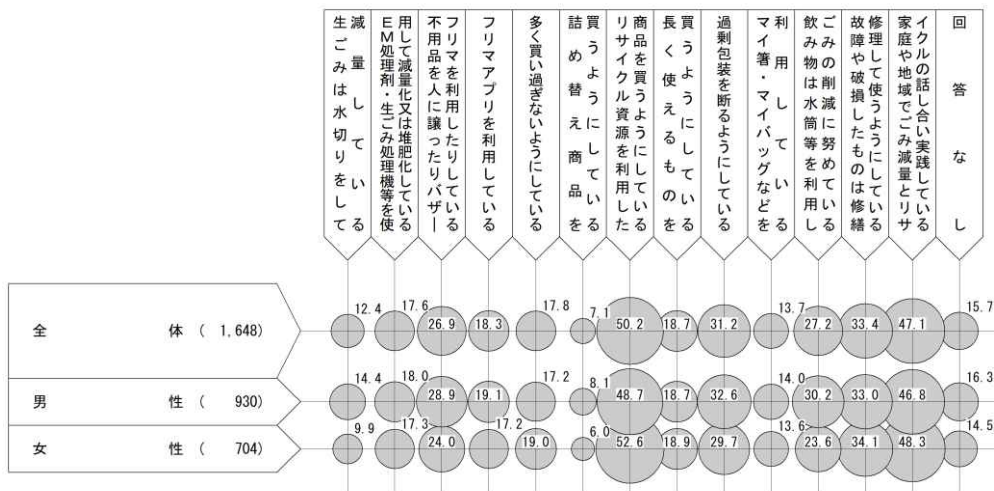 生ごみは水切りをして
減量している
ＥＭ処理剤・生ごみ処理機等を使
用して減量化又は堆肥化している
不用品を人に譲ったりバザー
フリマを利用したりしている
フリマアプリを利用している
多く買い過ぎないようにしている
詰め替え商品を
買うようにしている
リサイクル資源を利用した
商品を買うようにしている
長く使えるものを
買うようにしている
過剰包装を断るようにしている
マイ箸・マイバッグなどを
利用している
飲み物は水筒等を利用し
ごみの削減に努めている
故障や破損したものは修繕
修理して使うようにしている
家庭や地域でごみ減量とリサ
イクルの話し合い実践している
回答なし
全体 ( 1,648) 12.4 17.6 26.9 18.3 17.8 7.1 50.2 18.7 31.2 13.7 27.2 33.4 47.1 15.7
男性 ( 930) 14.4 18.0 28.9 19.1 17.2 8.1 48.7 18.7 32.6 14.0 30.2 33.0 46.8 16.3
女性 ( 704) 9.9 17.3 24.0 17.2 19.0 6.0 52.6 18.9 29.7 13.6 23.6 34.1 48.3 14.5